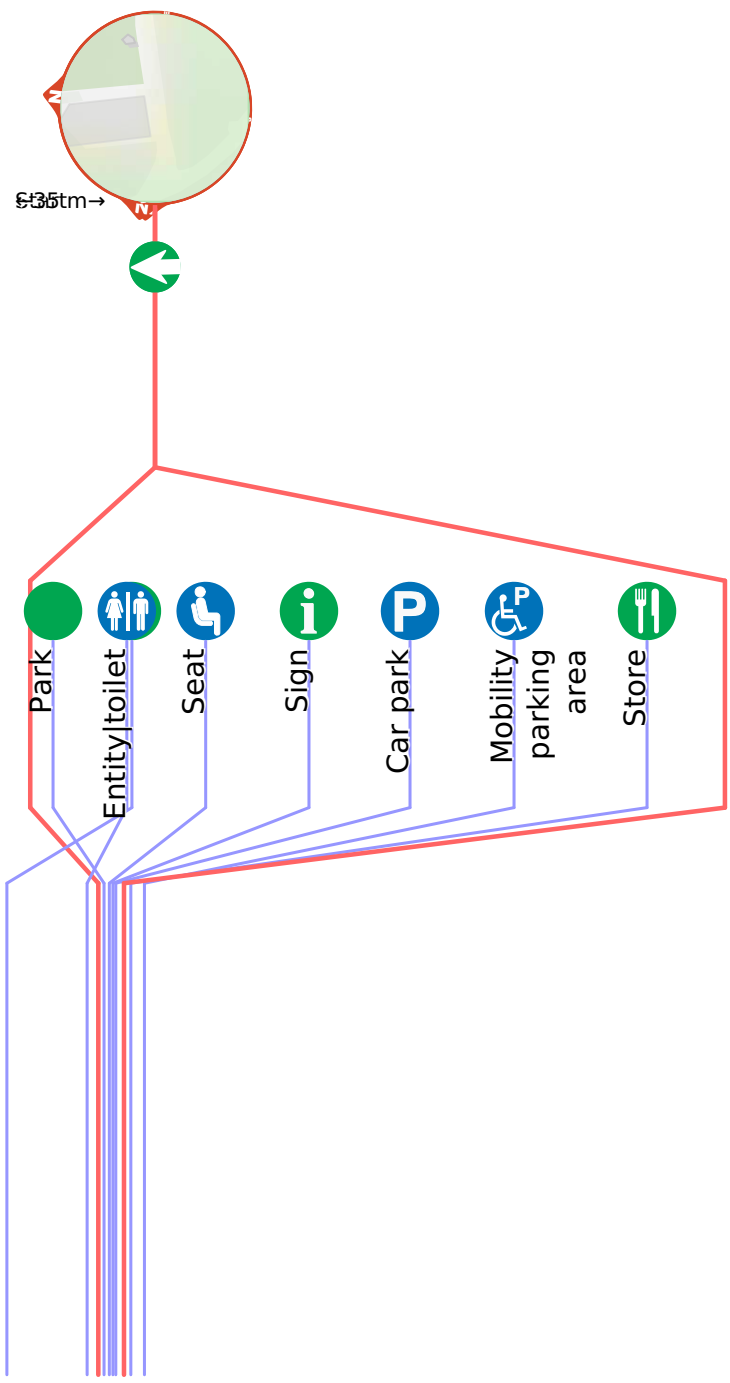 N
N
Park
Entity|toilet
Seat
Sign
Car park
P
Mobility
parking
area
P
Store